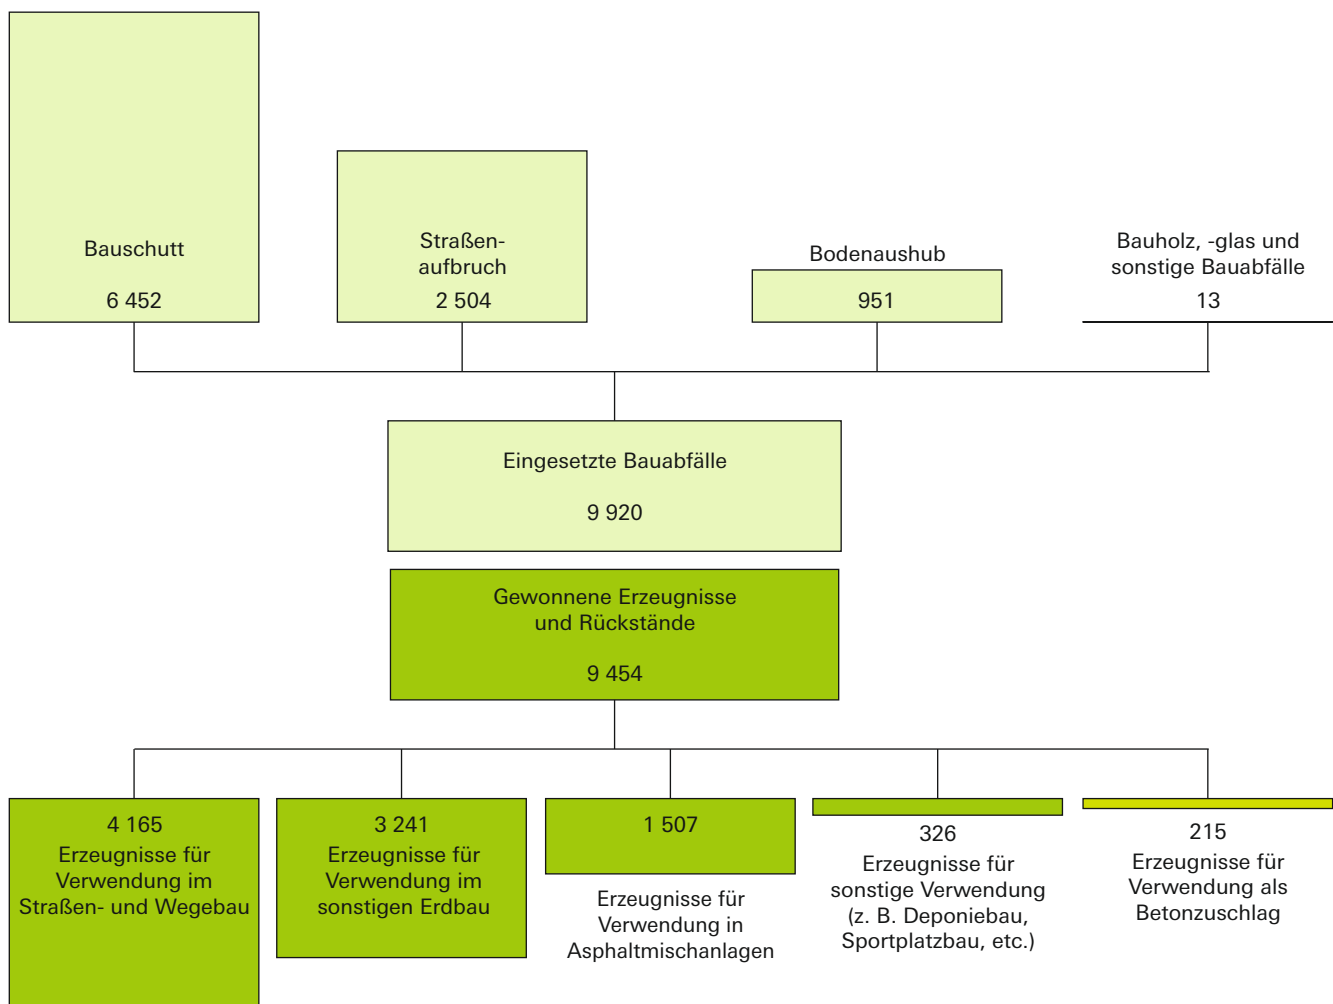 Bauschutt
6 452
Straßen-
aufbruch
2 504
Bodenaushub
951
Bauholz, -glas und
sonstige Bauabfälle
13
Eingesetzte Bauabfälle
9 920
Gewonnene Erzeugnisse
und Rückstände
9 454
4 165
Erzeugnisse für
Verwendung im
Straßen- und Wegebau
3 241
Erzeugnisse für
Verwendung im
sonstigen Erdbau
1 507
Erzeugnisse für
Verwendung in
Asphaltmischanlagen
326
Erzeugnisse für
sonstige Verwendung
(z. B. Deponiebau,
Sportplatzbau, etc.)
215
Erzeugnisse für
Verwendung als
Betonzuschlag